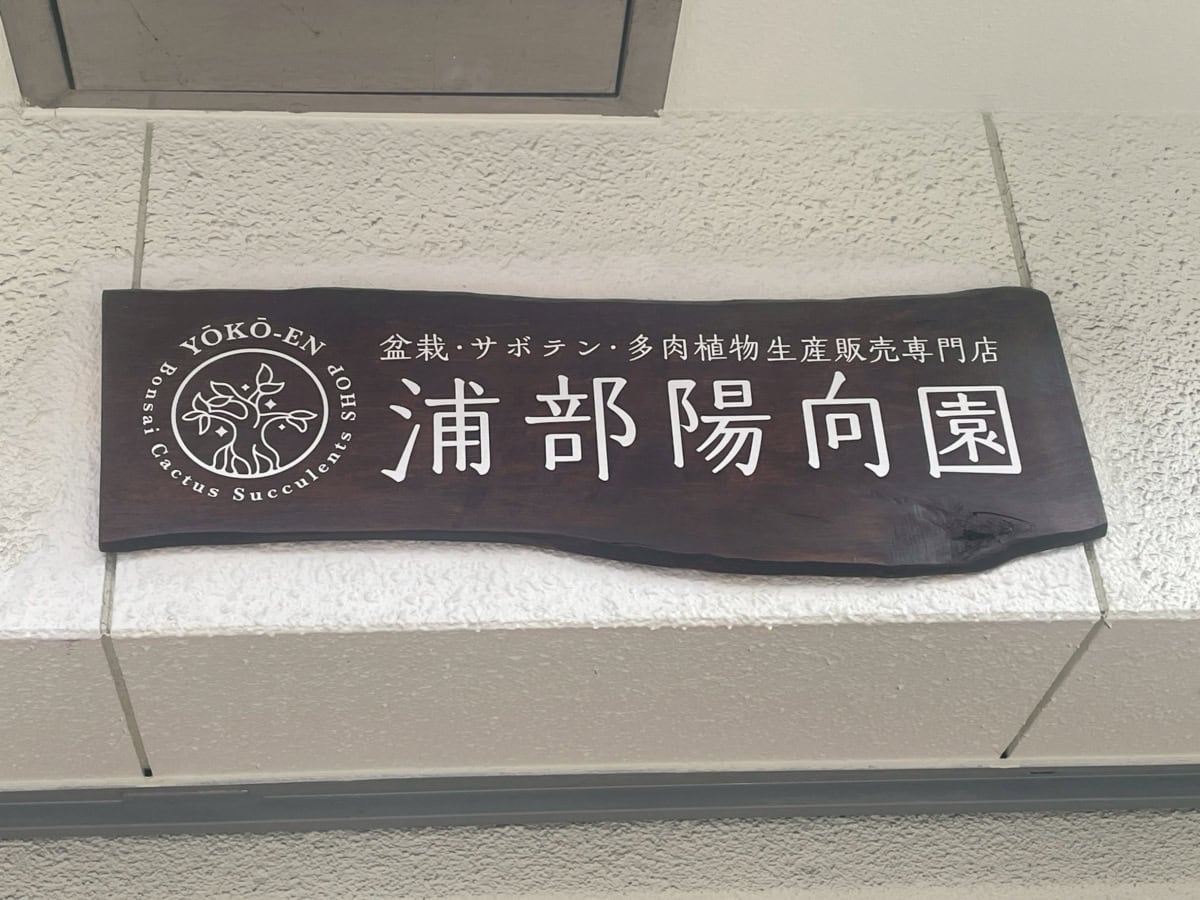 YŌKŌ-EN
Bonsai Cactus Succulents SHOP
盆栽・サボテン・多肉植物生産販売専門店
浦部陽向園